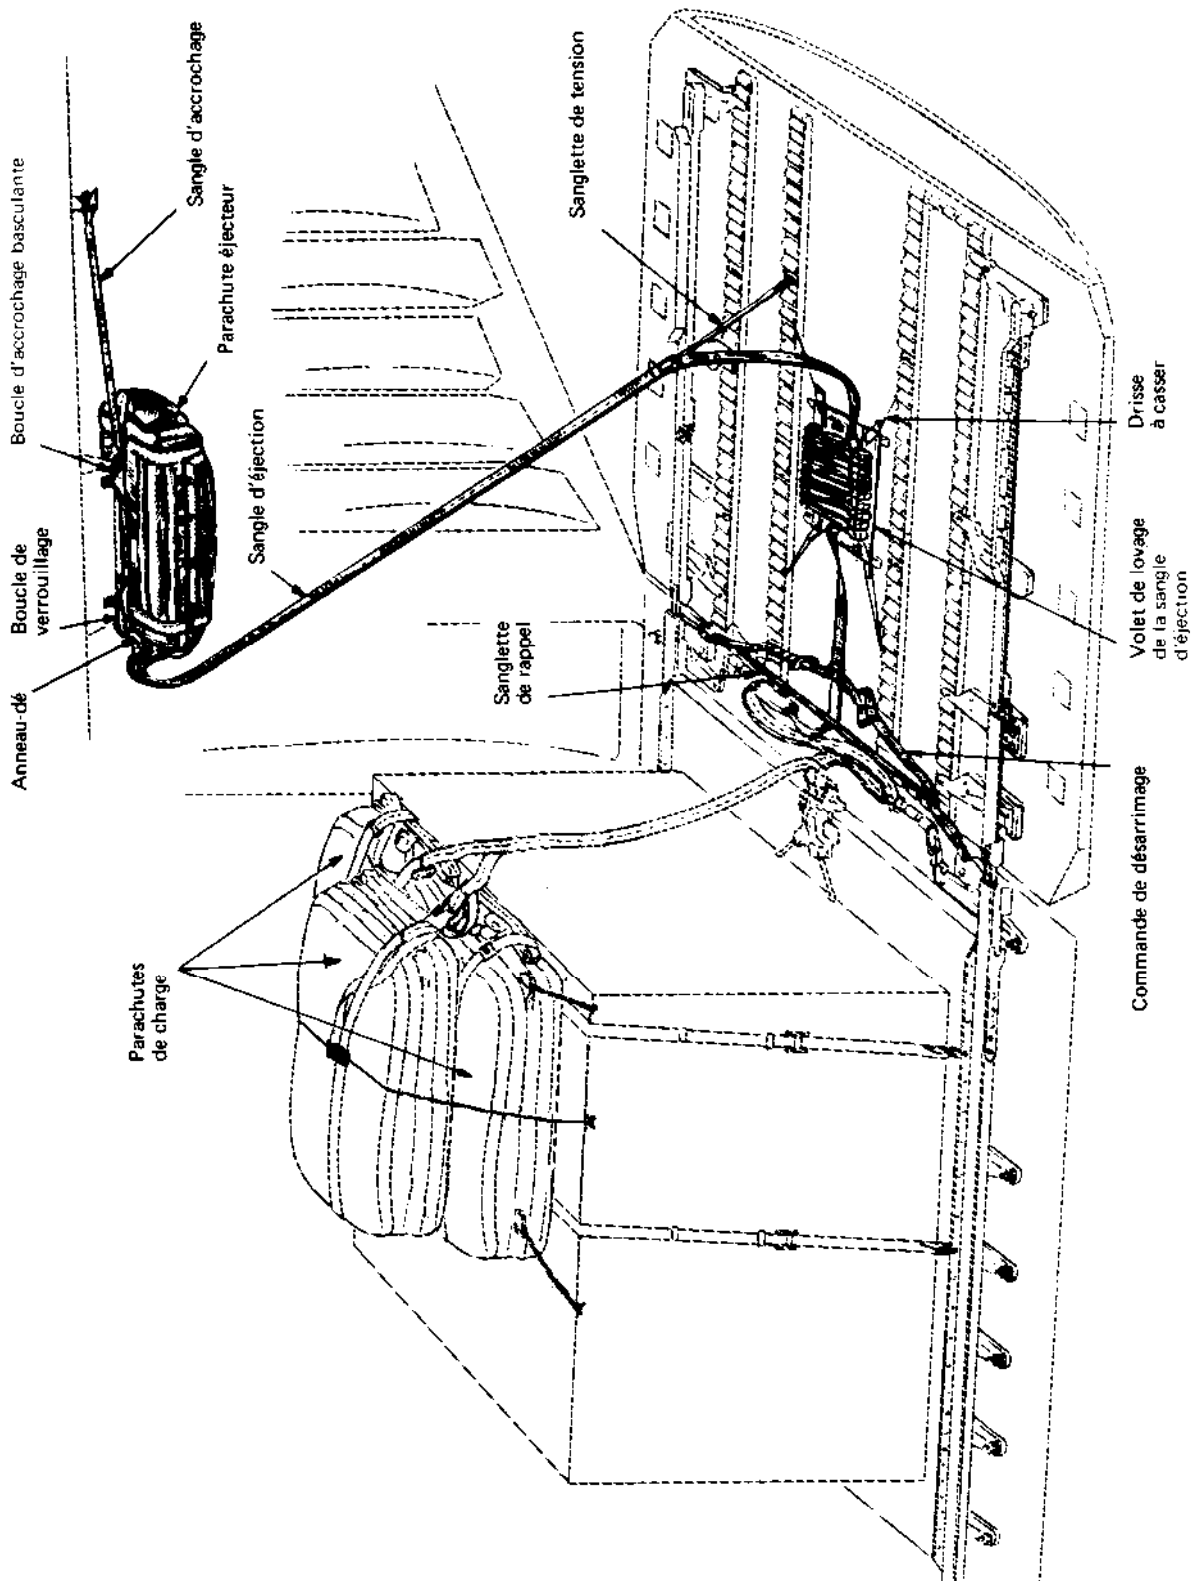 Anneau-dé
Boucle de
verrouillage
Boucle d'accrochage basculante
Sangle d'accrochage
Parachute éjecteur
Sangle d'éjection
Sanglette de tension
Parachutes
de charge
Sanglette
de rappel
Commande de désarrimage
Volet de lovage
de la sangle
d'éjection
Drisse
à casser